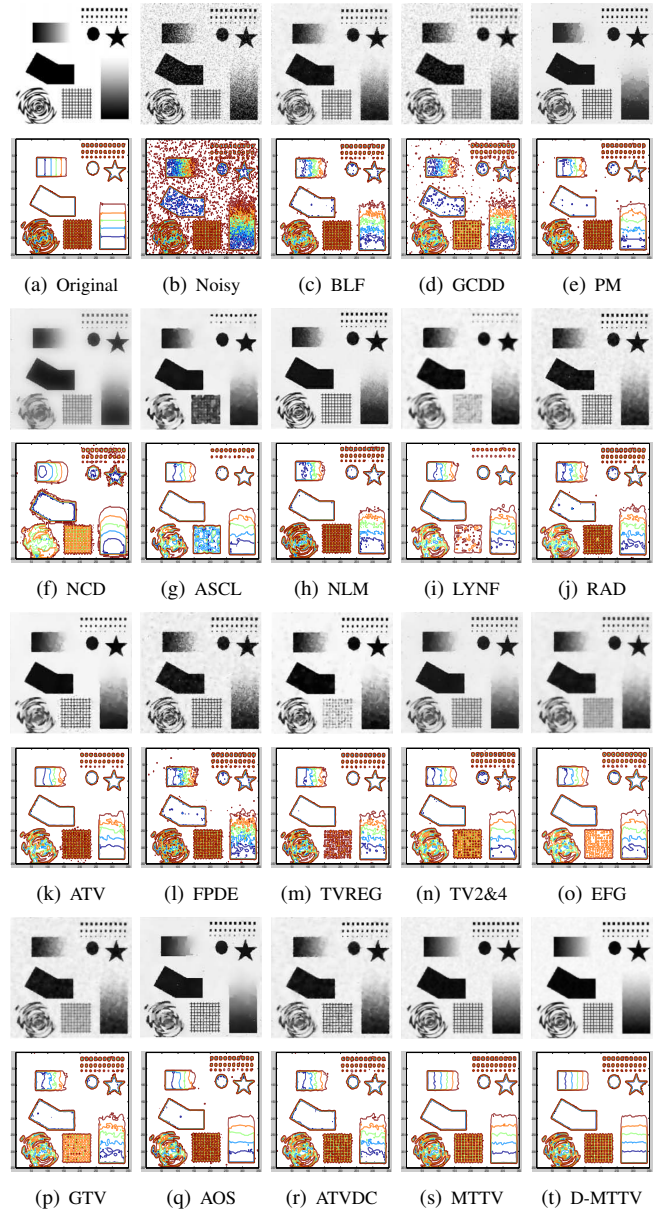 (a) Original (b) Noisy (c) BLF (d) GCDD (e) PM
(f) NCD (g) ASCL (h) NLM (i) LYNF (j) RAD
(k) ATV (l) FPDE (m) TVREG (n) TV2&4 (o) EFG
(p) GTV (q) AOS (r) ATVDC (s) MTTV (t) D-MTTV